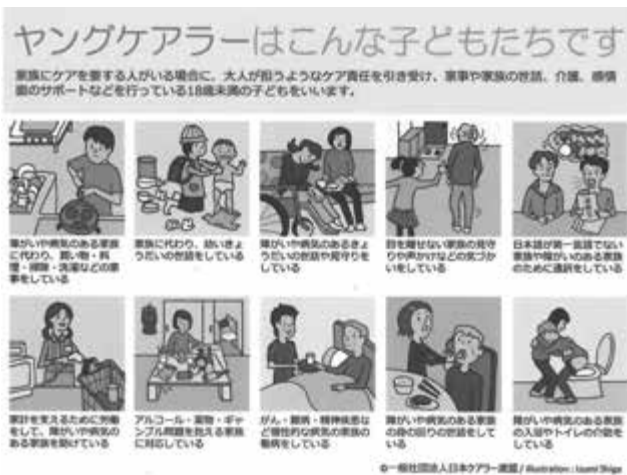 ヤングケアラーはこんな子どもたちです
家族にケアを要する人がいる場合に、大人が担うようなケア責任を引き受け、家事や家族の世話、介護、感情
面のサポートなどを行っている18歳未満の子どもをいいます。
障がいや病気のある家族
に代わり、買い物・料
理・掃除・洗濯などの家
事をしている
家族に代わり、幼いきょ
うだいの世話をしている
障がいや病気のあるきょ
うだいの世話や見守りを
している
目を離せない家族の見守
りや声かけなどの気づか
いをしている
日本語が第一言語でない
家族や障がいのある家族
のために通訳をしている
家計を支えるために労働
をして、障がいや病気の
ある家族を助けている
アルコール・薬物・ギャ
ンブル問題を抱える家族
に対応している
がん・難病・精神疾患な
ど慢性的な病気の家族の
看病をしている
障がいや病気のある家族
の身の回りの世話をして
いる
障がいや病気のある家族
の入浴やトイレの介助を
している
©一般社団法人日本ケアラー連盟 / illustration : Izumi Shiga